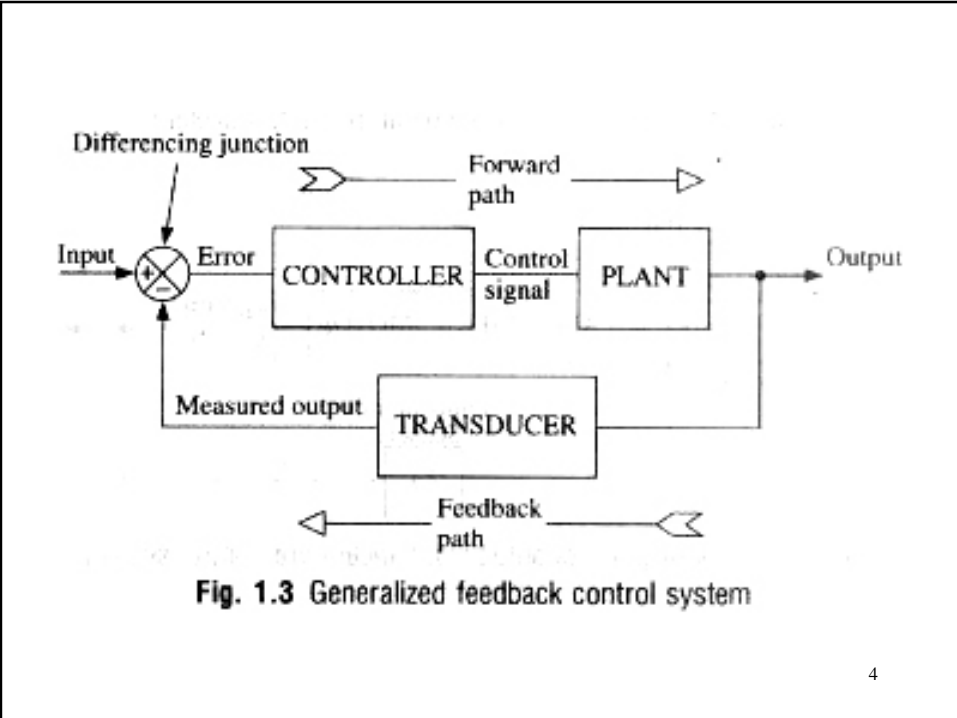 Differencing junction
Forward
path
Input
+
−
Error
CONTROLLER
Control
signal
PLANT
Output
Measured output
TRANSDUCER
Feedback
path
Fig. 1.3 Generalized feedback control system
4